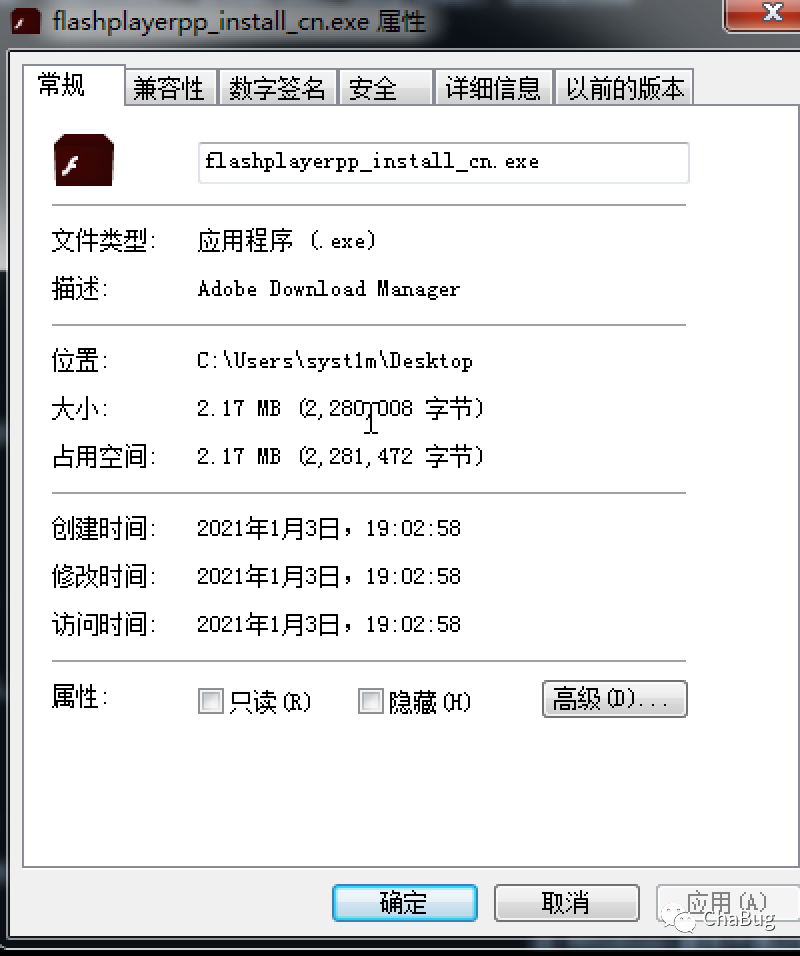 flashplayerpp_install_cn.exe 属性
常规 兼容性 数字签名 安全 详细信息 以前的版本
flashplayerpp_install_cn.exe
文件类型: 应用程序 (.exe)
描述: Adobe Download Manager
位置: C:\Users\syst1m\Desktop
大小: 2.17 MB (2,280,008 字节)
占用空间: 2.17 MB (2,281,472 字节)
创建时间: 2021年1月3日，19:02:58
修改时间: 2021年1月3日，19:02:58
访问时间: 2021年1月3日，19:02:58
属性: 只读(R) 隐藏(H) 高级(D)...
确定 取消 应用(A)
ChaBug